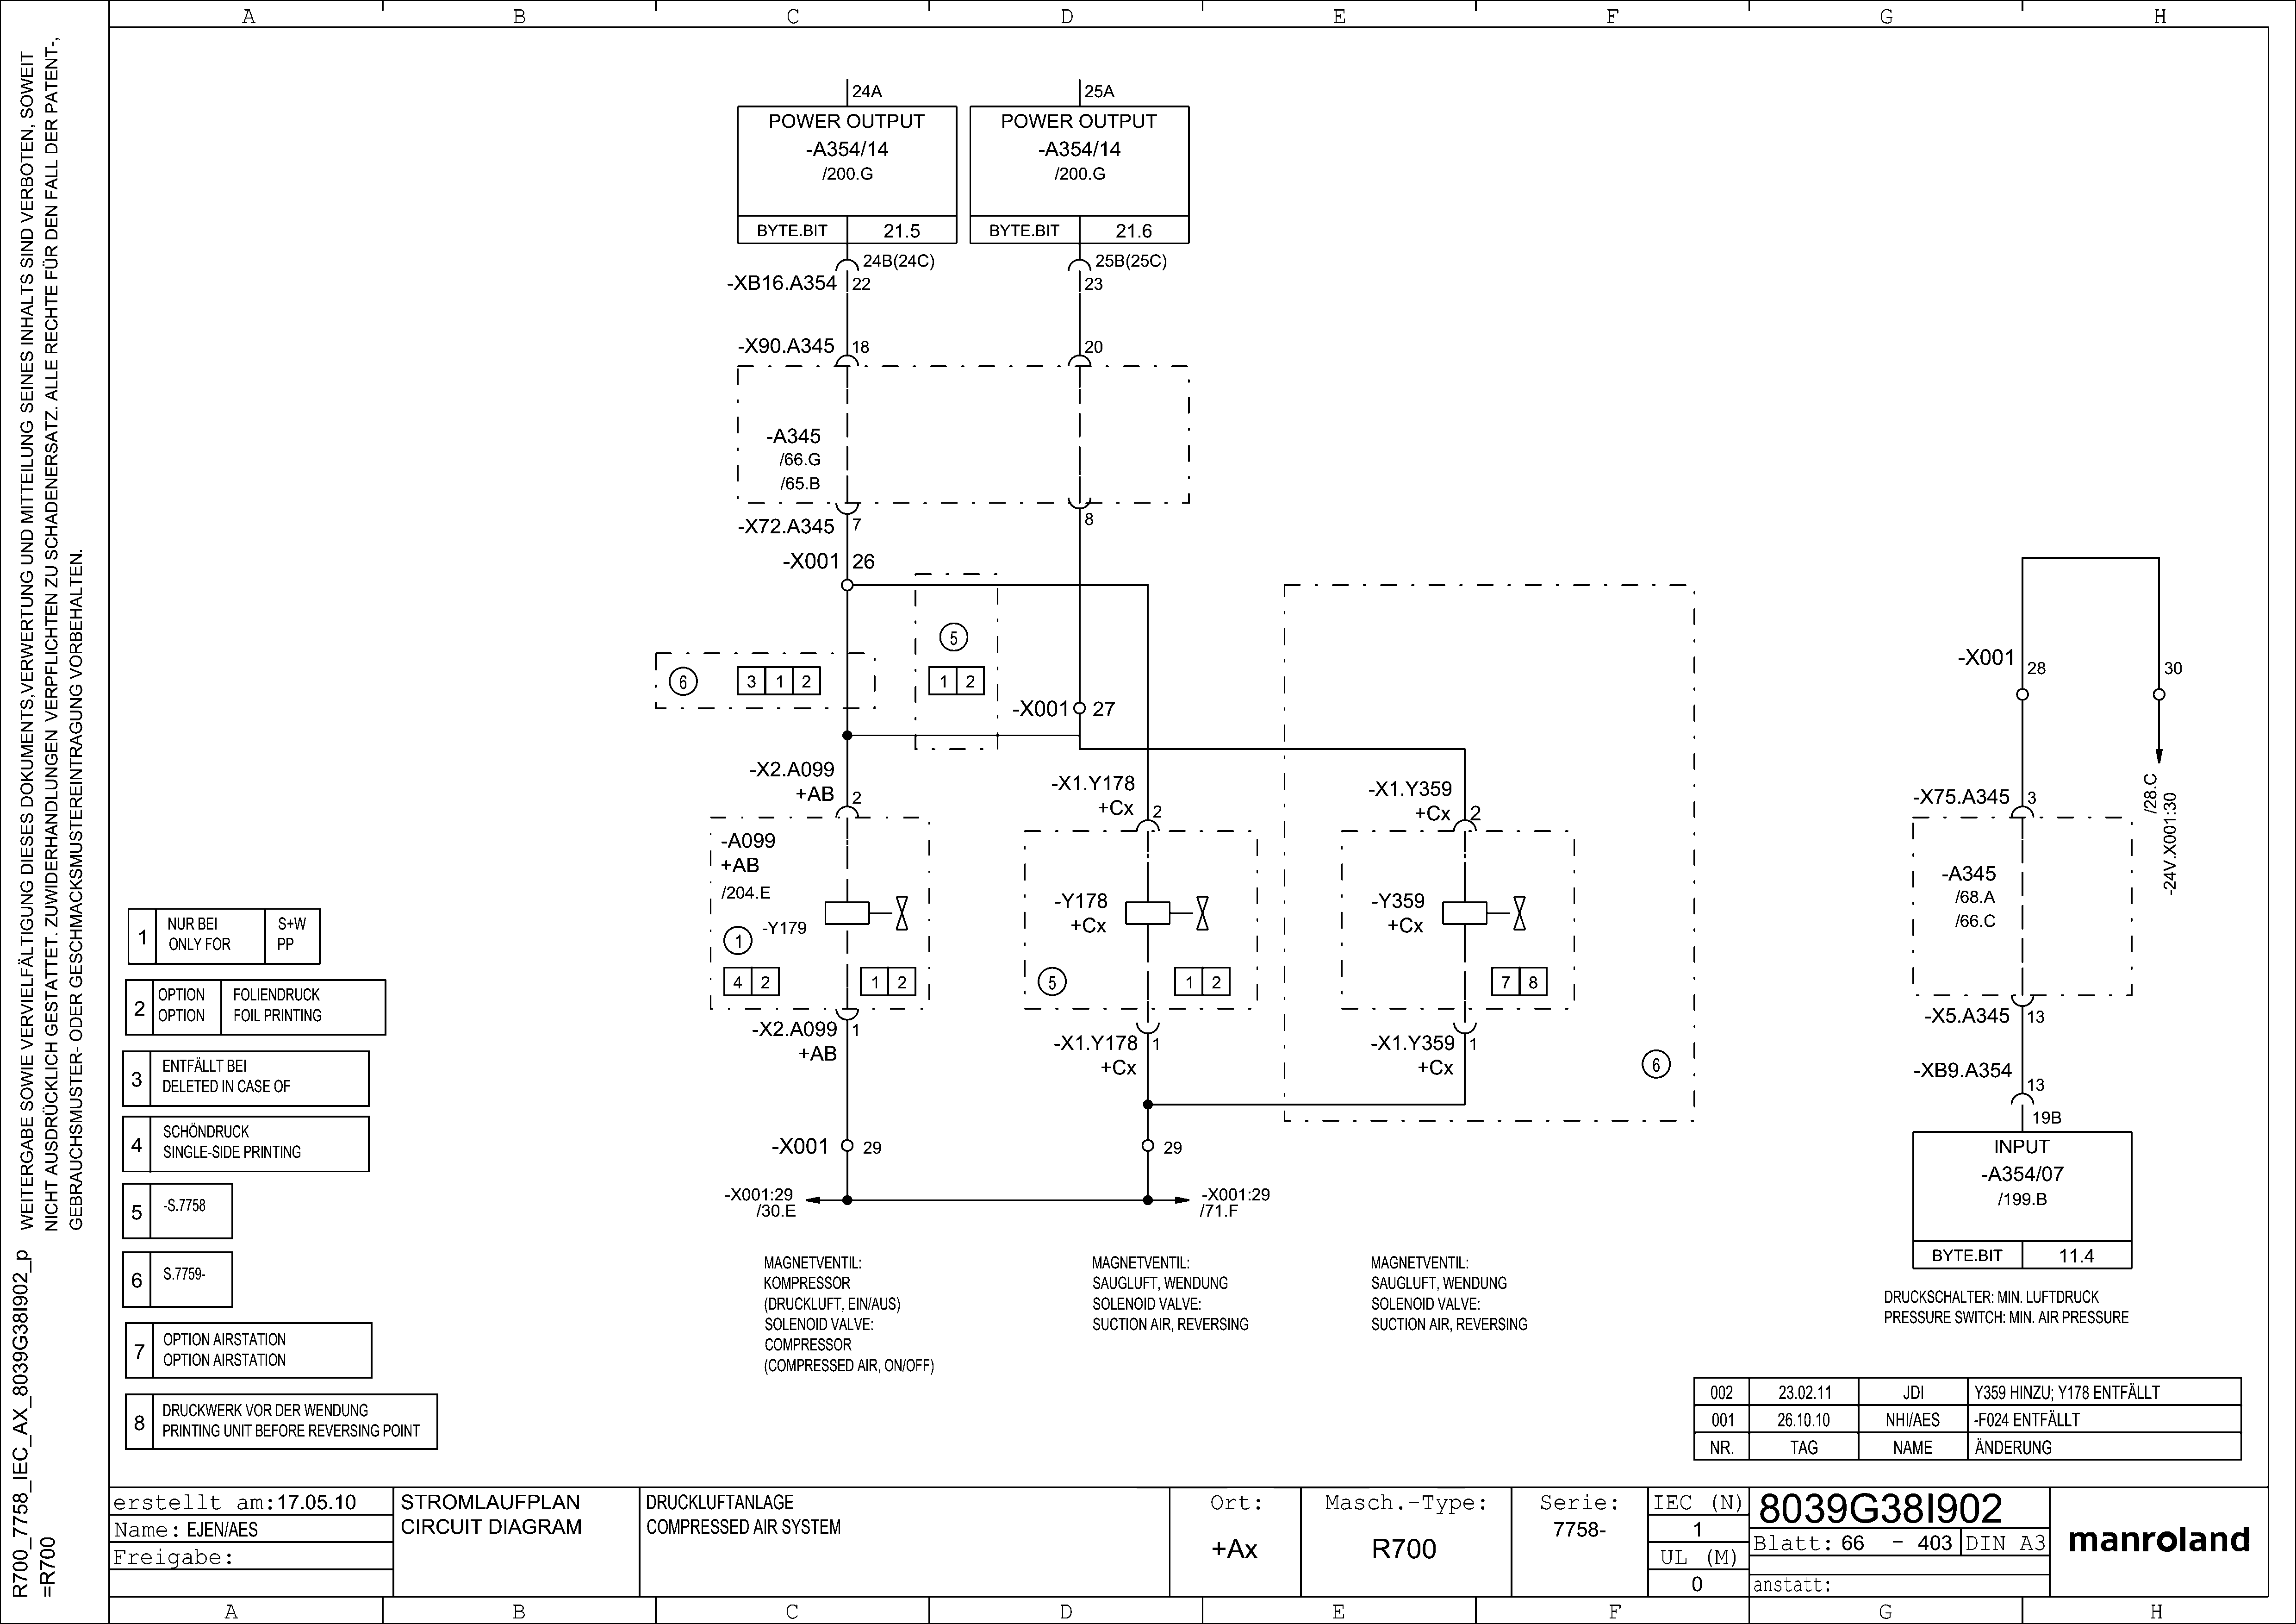 A B C D E F G H
WEITERGABE SOWIE VERVIELFÄLTIGUNG DIESES DOKUMENTS,VERWERTUNG UND MITTEILUNG SEINES INHALTS SIND VERBOTEN, SOWEIT
NICHT AUSDRÜCKLICH GESTATTET. ZUWIDERHANDLUNGEN VERPFLICHTEN ZU SCHADENERSATZ. ALLE RECHTE FÜR DEN FALL DER PATENT-,
GEBRAUCHSMUSTER- ODER GESCHMACKSMUSTEREINTRAGUNG VORBEHALTEN.
R700_7758_IEC_AX_8039G38I902_p
=R700
24A
25A
POWER OUTPUT
-A354/14
/200.G
BYTE.BIT 21.5
POWER OUTPUT
-A354/14
/200.G
BYTE.BIT 21.6
24B(24C)
25B(25C)
-XB16.A354 22
23
-X90.A345 18
20
-A345
/66.G
/65.B
-X72.A345 7
8
-X001 26
5
1 2
6
3 1 2
-X001 27
-X2.A099
+AB 2
-X1.Y178
+Cx 2
-X1.Y359
+Cx 2
-A099
+AB
/204.E
-Y179
1
4 2
1 2
-Y178
+Cx
5
1 2
-Y359
+Cx
7 8
6
-X2.A099 1
+AB
-X1.Y178 1
+Cx
-X1.Y359 1
+Cx
-X001 29
29
-X001:29
/30.E
-X001:29
/71.F
MAGNETVENTIL:
KOMPRESSOR
(DRUCKLUFT, EIN/AUS)
SOLENOID VALVE:
COMPRESSOR
(COMPRESSED AIR, ON/OFF)
MAGNETVENTIL:
SAUGLUFT, WENDUNG
SOLENOID VALVE:
SUCTION AIR, REVERSING
MAGNETVENTIL:
SAUGLUFT, WENDUNG
SOLENOID VALVE:
SUCTION AIR, REVERSING
-X001 28
30
/28.C
-24V.X001:30
-X75.A345 3
-A345
/68.A
/66.C
-X5.A345 13
-XB9.A354 13
19B
INPUT
-A354/07
/199.B
BYTE.BIT 11.4
DRUCKSCHALTER: MIN. LUFTDRUCK
PRESSURE SWITCH: MIN. AIR PRESSURE
1 NUR BEI S+W
ONLY FOR PP
2 OPTION FOLIENDRUCK
OPTION FOIL PRINTING
3 ENTFÄLLT BEI
DELETED IN CASE OF
4 SCHÖNDRUCK
SINGLE-SIDE PRINTING
5 -S.7758
6 S.7759-
7 OPTION AIRSTATION
OPTION AIRSTATION
8 DRUCKWERK VOR DER WENDUNG
PRINTING UNIT BEFORE REVERSING POINT
002 23.02.11 JDI Y359 HINZU; Y178 ENTFÄLLT
001 26.10.10 NHI/AES -F024 ENTFÄLLT
NR. TAG NAME ÄNDERUNG
erstellt am:17.05.10
Name: EJEN/AES
Freigabe:
STROMLAUFPLAN
CIRCUIT DIAGRAM
DRUCKLUFTANLAGE
COMPRESSED AIR SYSTEM
Ort:
+Ax
Masch.-Type:
R700
Serie:
7758-
IEC (N)
1
UL (M)
0
8039G38I902
Blatt: 66 - 403 DIN A3
anstatt:
manroland
A B C D E F G H